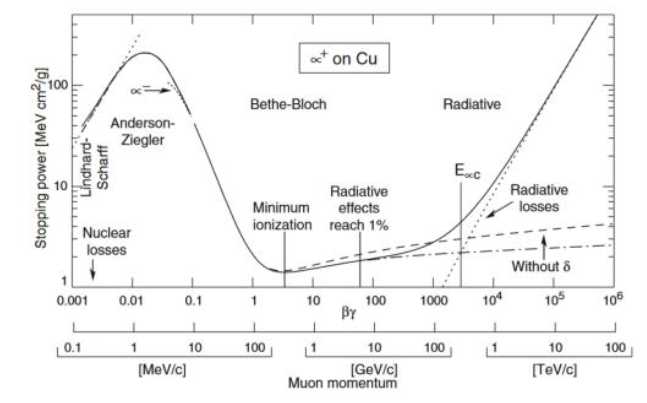 ∝⁺ on Cu
Stopping power [MeV cm²/g]
100
10
1
Lindhard-
Scharff
∝⁻
Anderson-
Ziegler
Bethe-Bloch
Radiative
E∝c
Nuclear
losses
Minimum
ionization
Radiative
effects
reach 1%
Radiative
losses
Without δ
0.001 0.01 0.1 1 10 100 1000 10⁴ 10⁵ 10⁶
βγ
0.1 1 10 100 1 10 100 1 10 100
[MeV/c] [GeV/c] [TeV/c]
Muon momentum